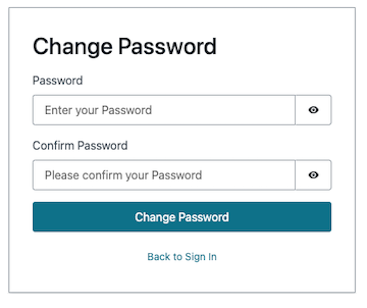 Change Password
Password
Enter your Password
Confirm Password
Please confirm your Password
Change Password
Back to Sign In